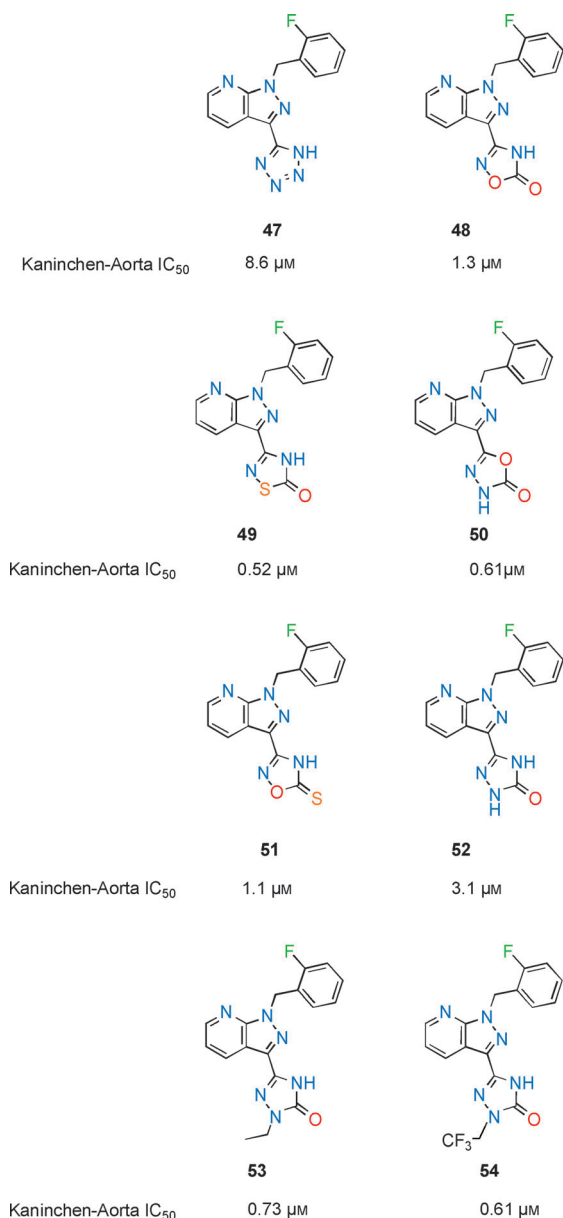 F F
N N N N
N N
NH NH
N N N
N O O
47 48
Kaninchen-Aorta IC50 8.6 µM 1.3 µM
F F
N N N N
N N
NH O
N N
S O N O
H
49 50
Kaninchen-Aorta IC50 0.52 µM 0.61µM
F F
N N N N
N N
NH NH
N N
O S N O
H
51 52
Kaninchen-Aorta IC50 1.1 µM 3.1 µM
F F
N N N N
N N
NH NH
N N
N O N O
CF3
53 54
Kaninchen-Aorta IC50 0.73 µM 0.61 µM